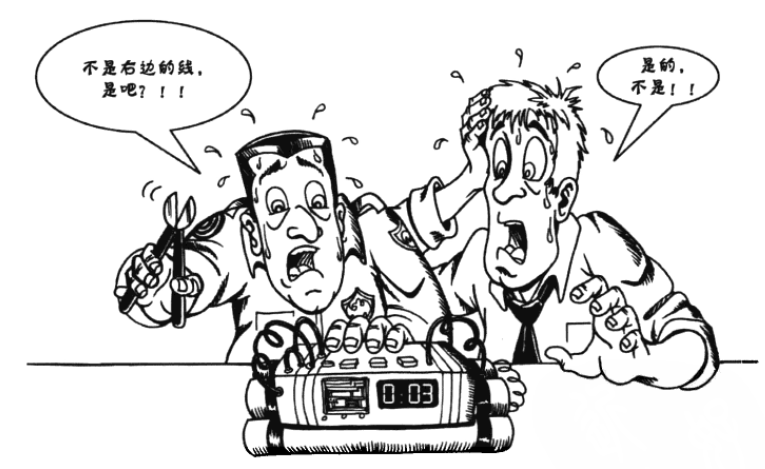 不是右边的线，
是吧？！！
是的，
不是！！
0:03